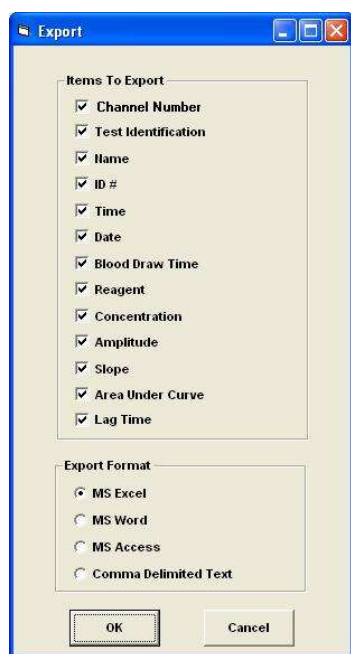 Export
Items To Export
Channel Number
Test Identification
Name
ID #
Time
Date
Blood Draw Time
Reagent
Concentration
Amplitude
Slope
Area Under Curve
Lag Time
Export Format
MS Excel
MS Word
MS Access
Comma Delimited Text
OK Cancel